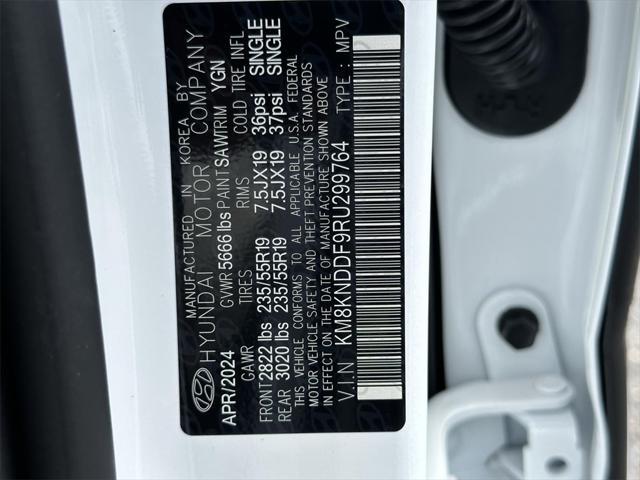 MANUFACTURED IN KOREA BY
HYUNDAI MOTOR COMPANY
APR/2024 GVWR 5666 lbs PAINT SAW TRIM YGN
GAWR TIRES RIMS COLD TIRE INFL
FRONT 2822 lbs 235/55R19 7.5JX19 36psi SINGLE
REAR 3020 lbs 235/55R19 7.5JX19 37psi SINGLE
THIS VEHICLE CONFORMS TO ALL APPLICABLE U.S.A. FEDERAL
MOTOR VEHICLE SAFETY AND THEFT PREVENTION STANDARDS
IN EFFECT ON THE DATE OF MANUFACTURE SHOWN ABOVE
V.I.N : KM8KNDDF9RU299764 TYPE : MPV